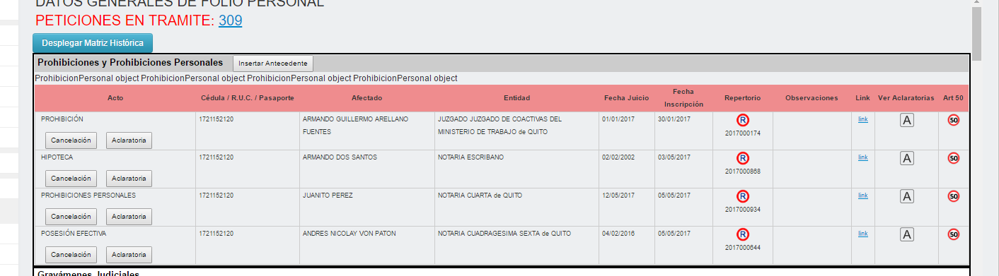 DATOS GENERALES DE FOLIO PERSONAL
PETICIONES EN TRAMITE: 309
Desplegar Matriz Histórica
Prohibiciones y Prohibiciones Personales Insertar Antecedente
ProhibicionPersonal object ProhibicionPersonal object ProhibicionPersonal object ProhibicionPersonal object
Acto Cédula / R.U.C. / Pasaporte Afectado Entidad Fecha Juicio Fecha Inscripción Repertorio Observaciones Link Ver Aclaratorias Art 50
PROHIBICIÓN 1721152120 ARMANDO GUILLERMO ARELLANO JUZGADO JUZGADO DE COACTIVAS DEL 01/01/2017 30/01/2017 R link A 50
FUENTES MINISTERIO DE TRABAJO de QUITO 2017000174
Cancelación Aclaratoria
HIPOTECA 1721152120 ARMANDO DOS SANTOS NOTARIA ESCRIBANO 02/02/2002 03/05/2017 R link A 50
2017000868
Cancelación Aclaratoria
PROHIBICIONES PERSONALES 1721152120 JUANITO PEREZ NOTARIA CUARTA de QUITO 12/05/2017 05/05/2017 R link A 50
2017000934
Cancelación Aclaratoria
POSESIÓN EFECTIVA 1721152120 ANDRES NICOLAY VON PATON NOTARIA CUADRAGESIMA SEXTA de QUITO 04/02/2016 05/05/2017 R link A 50
2017000644
Cancelación Aclaratoria
Gravámenes Judiciales